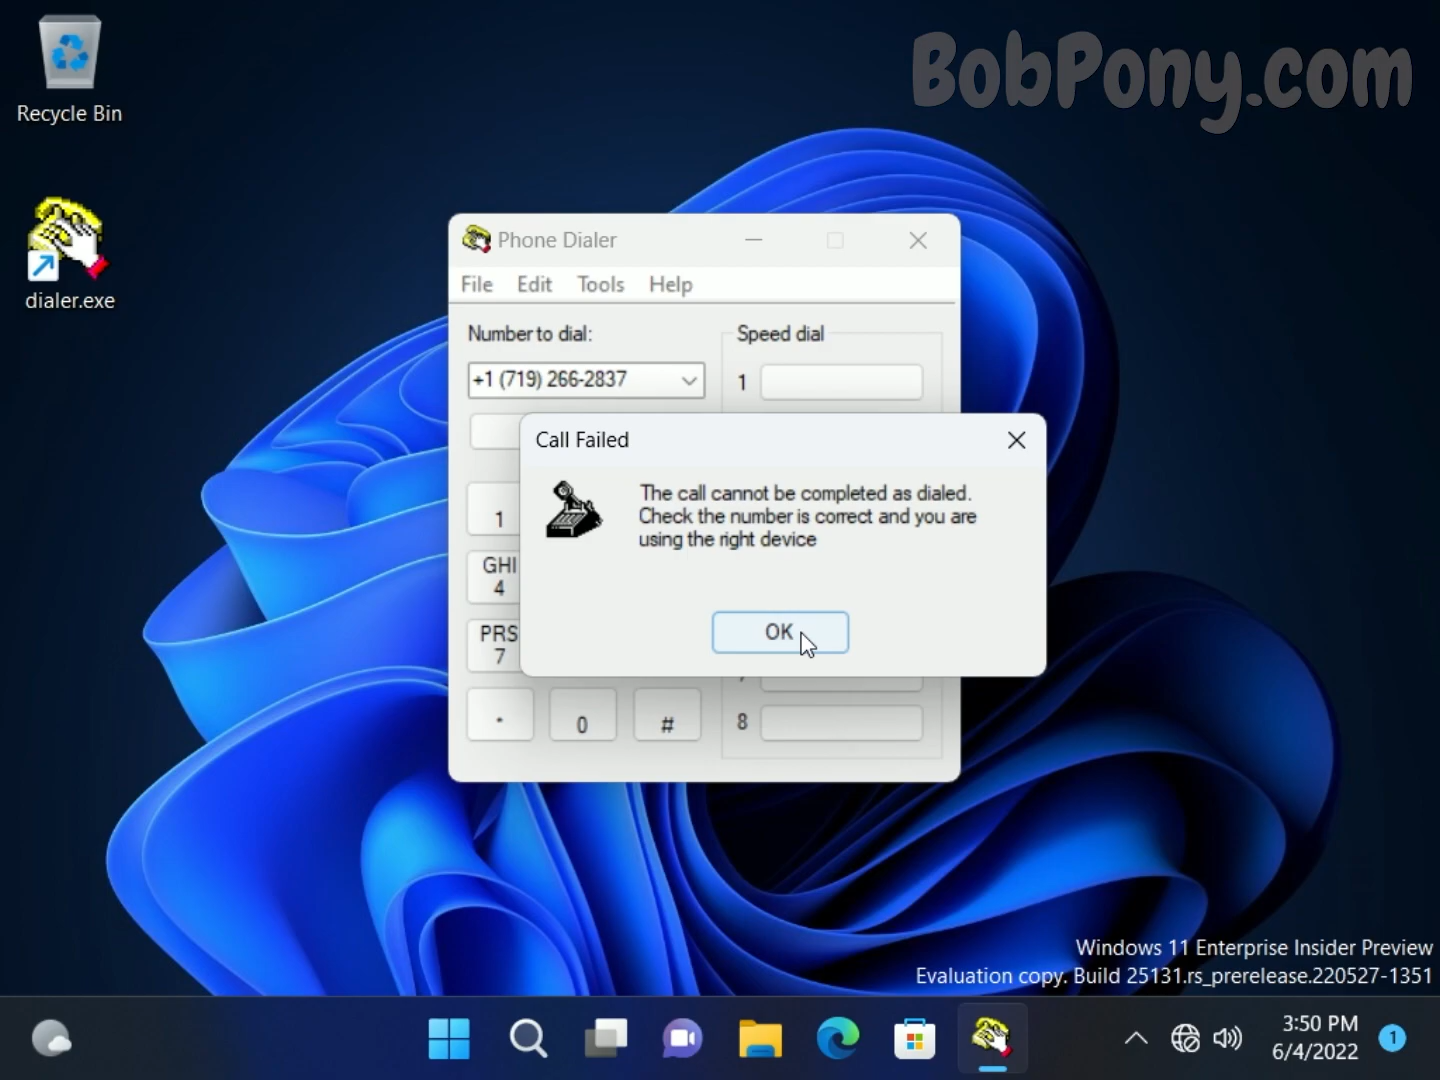 Recycle Bin
BobPony.com
dialer.exe
Phone Dialer
File Edit Tools Help
Number to dial:
Speed dial
+1 (719) 266-2837
1
Call Failed
The call cannot be completed as dialed.
Check the number is correct and you are
using the right device
OK
1
GHI
4
PRS
7
*
0
#
8
Windows 11 Enterprise Insider Preview
Evaluation copy. Build 25131.rs_prerelease.220527-1351
3:50 PM
6/4/2022
1